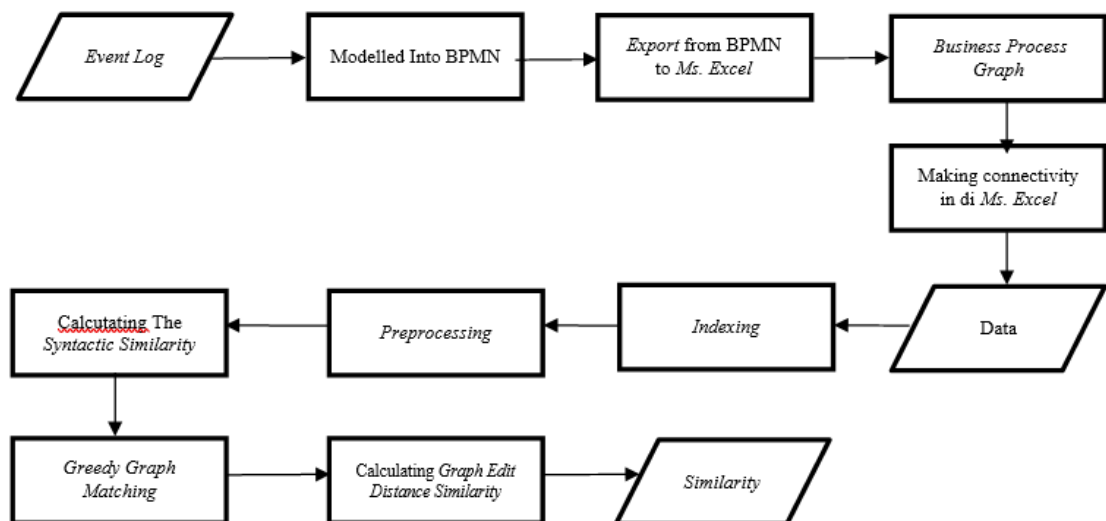 Event Log
Modelled Into BPMN
Export from BPMN
to Ms. Excel
Business Process
Graph
Making connectivity
in di Ms. Excel
Data
Indexing
Preprocessing
Calcutating The
Syntactic Similarity
Greedy Graph
Matching
Calculating Graph Edit
Distance Similarity
Similarity